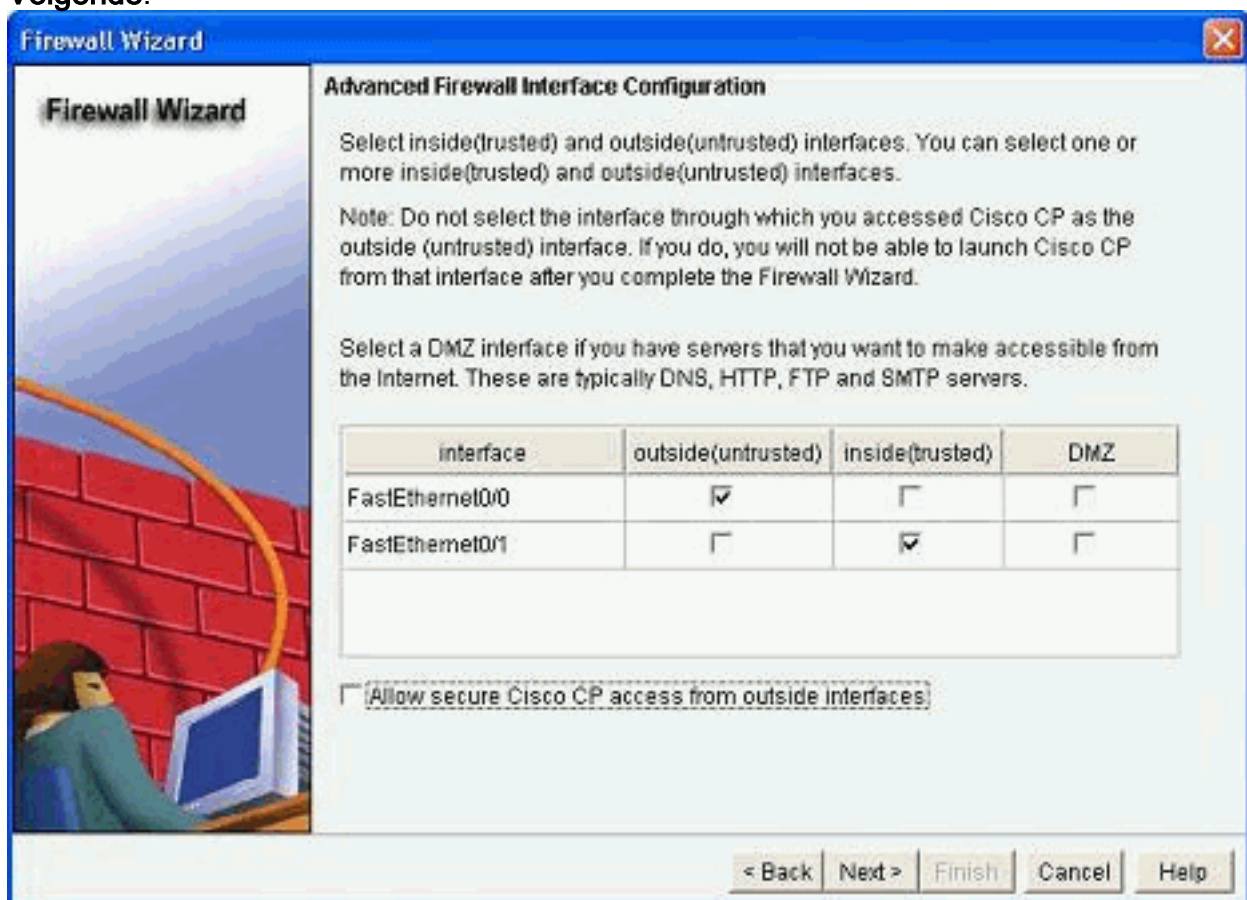 Volgende.
Firewall Wizard
Firewall Wizard
Advanced Firewall Interface Configuration
Select inside(trusted) and outside(untrusted) interfaces. You can select one or
more inside(trusted) and outside(untrusted) interfaces.
Note: Do not select the interface through which you accessed Cisco CP as the
outside (untrusted) interface. If you do, you will not be able to launch Cisco CP
from that interface after you complete the Firewall Wizard.
Select a DMZ interface if you have servers that you want to make accessible from
the Internet. These are typically DNS, HTTP, FTP and SMTP servers.
interface outside(untrusted) inside(trusted) DMZ
FastEthernet0/0
FastEthernet0/1
Allow secure Cisco CP access from outside interfaces
< Back Next > Finish Cancel Help